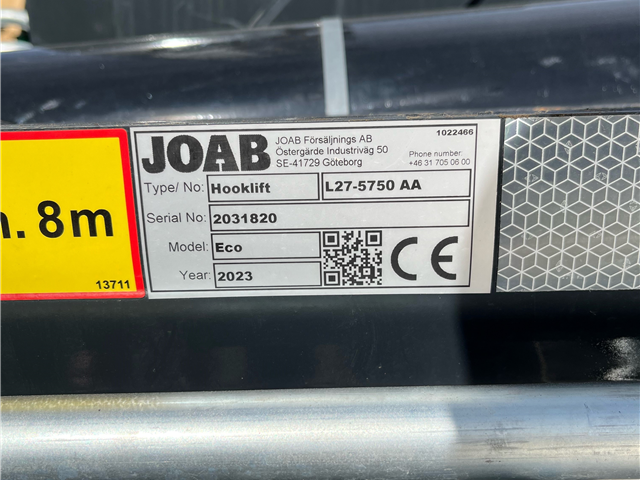 n. 8m
13711
JOAB
JOAB Försäljnings AB
Östergärde Industriväg 50
SE-41729 Göteborg
1022466
Phone number
+46 31 705 06 00
Type/ No: Hooklift L27-5750 AA
Serial No: 2031820
Model: Eco
Year: 2023
CE